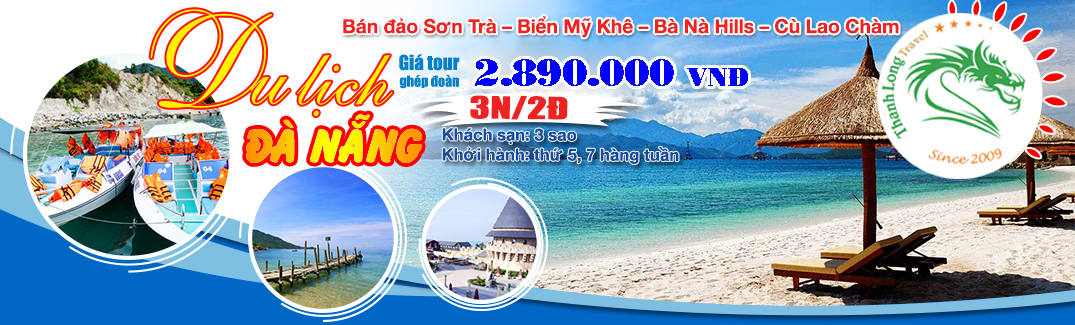 Bán đảo Sơn Trà – Biển Mỹ Khê – Bà Nà Hills – Cù Lao Chàm
Du lịch
ĐÀ NẴNG
Giá tour
ghép đoàn
2.890.000 VNĐ
3N/2Đ
Khách sạn: 3 sao
Khởi hành: thứ 5, 7 hàng tuần
Thanh Long Travel
Since 2009
04
04